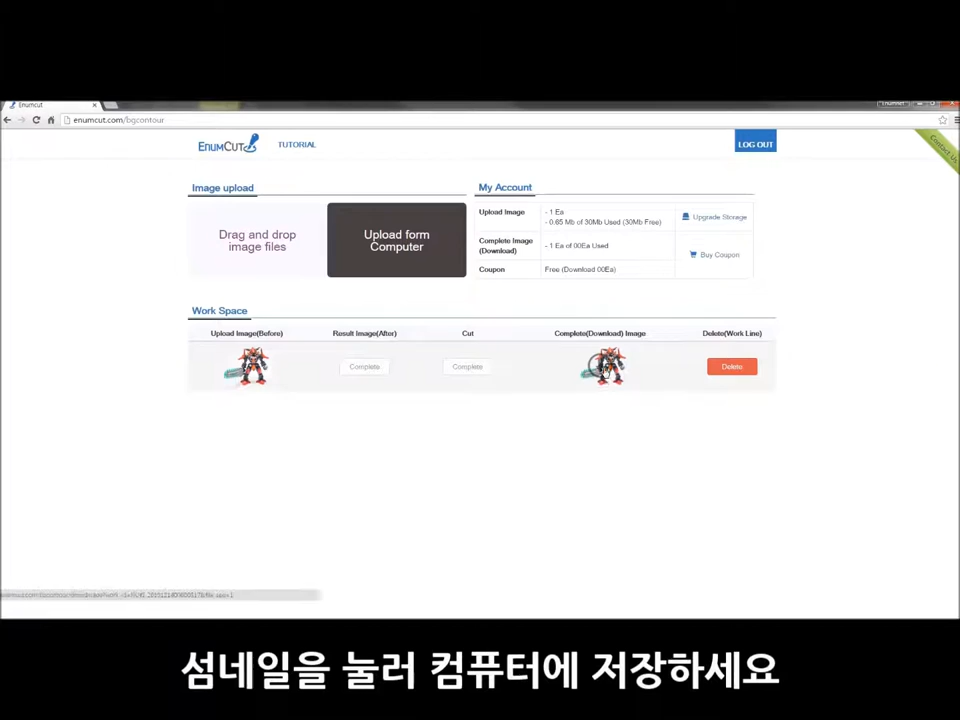 Enumcut
enumcut.com/bgcontour
ENUMCUT
TUTORIAL
LOG OUT
Contact Us
Image upload
Drag and drop
image files
Upload form
Computer
My Account
Upload Image
- 1 Ea
- 0.65 Mb of 30Mb Used (30Mb Free)
Upgrade Storage
Complete Image
(Download)
- 1 Ea of 00Ea Used
Buy Coupon
Coupon
Free (Download 00Ea)
Work Space
Upload Image(Before)
Result Image(After)
Cut
Complete(Download) Image
Delete(Work Line)
Complete
Complete
Delete
섬네일을 눌러 컴퓨터에 저장하세요